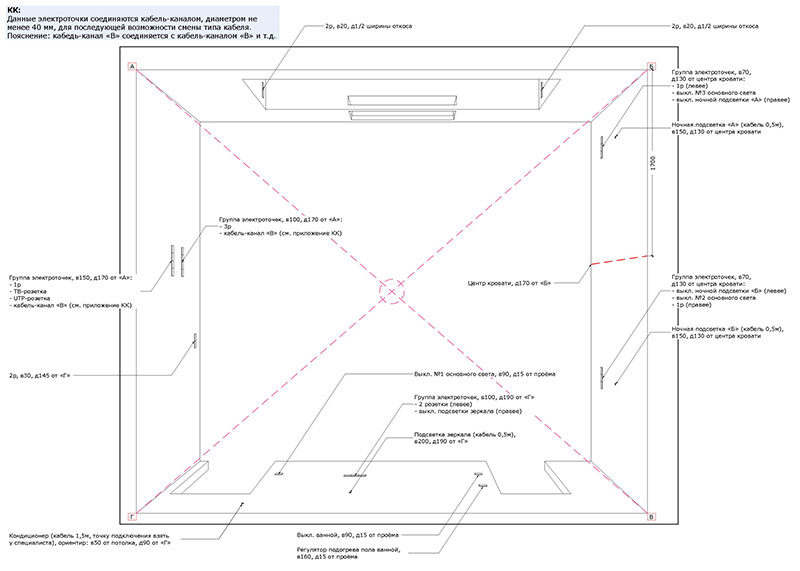 КК:
Данные электроточки соединяются кабель-каналом, диаметром не
менее 40 мм, для последующей возможности смены типа кабеля.
Пояснение: кабедь-канал «В» соединяется с кабель-каналом «В» и т.д.
2р, в20, д1/2 ширины откоса
2р, в20, д1/2 ширины откоса
А
Б
Группа электроточек, в70,
д130 от центра кровати:
- 1р (левее)
- выкл. №3 основного света
- выкл. ночной подсветки «А» (правее)
Ночная подсветка «А» (кабель 0,5м),
в150, д130 от центра кровати
1700
Группа электроточек, в100, д170 от «А»:
- 3р
- кабель-канал «В» (см. приложение КК)
Группа электроточек, в150, д170 от «А»:
- 1р
- ТВ-розетка
- UTP-розетка
- кабель-канал «В» (см. приложение КК)
Центр кровати, д170 от «Б»
Группа электроточек, в70,
д130 от центра кровати:
- выкл. ночной подсветки «Б» (левее)
- выкл. №2 основного света
- 1р (правее)
Ночная подсветка «Б» (кабель 0,5м),
в150, д130 от центра кровати
2р, в30, д145 от «Г»
Выкл. №1 основного света, в90, д15 от проёма
Группа электроточек, в100, д190 от «Г»
- 2 розетки (левее)
- выкл. подсветки зеркала (правее)
Подсветка зеркала (кабель 0,5м),
в200, д190 от «Г»
Г
В
Кондиционер (кабель 1,5м, точку подключения взять
у специалиста), ориентир: в50 от потолка, д90 от «Г»
Выкл. ванной, в90, д15 от проёма
Регулятор подогрева пола ванной,
в160, д15 от проёма